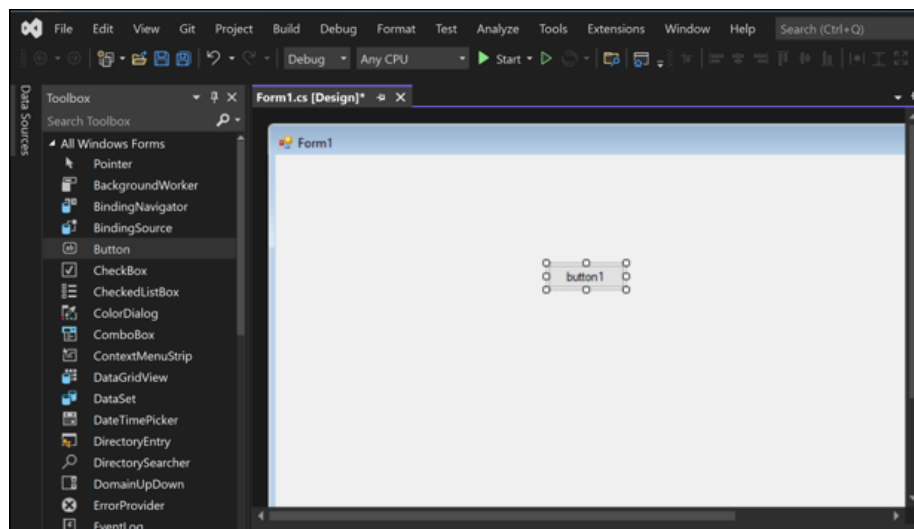 File Edit View Git Project Build Debug Format Test Analyze Tools Extensions Window Help Search (Ctrl+Q)
Debug Any CPU Start
Data Sources
Toolbox
Form1.cs [Design]*
Search Toolbox
All Windows Forms
Form1
Pointer
BackgroundWorker
BindingNavigator
BindingSource
Button
CheckBox
button1
CheckedListBox
ColorDialog
ComboBox
ContextMenuStrip
DataGridView
DataSet
DateTimePicker
DirectoryEntry
DirectorySearcher
DomainUpDown
ErrorProvider
EventLog